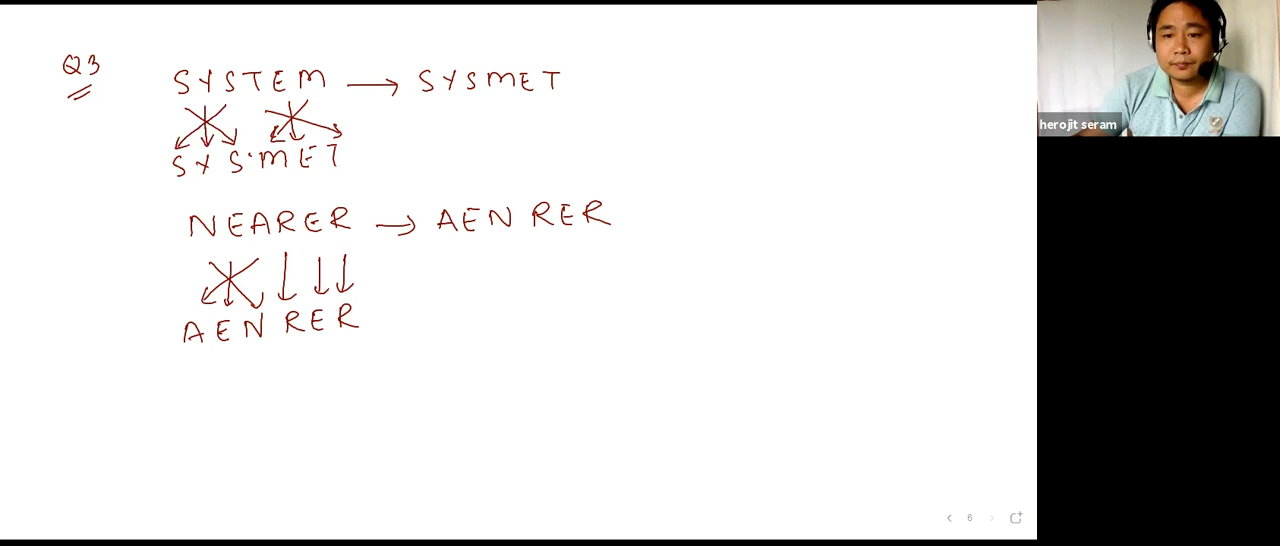 Q3
SYSTEM → SYSMET
SYSMET
NEARER → AENRER
AENRER
herojit seram
6